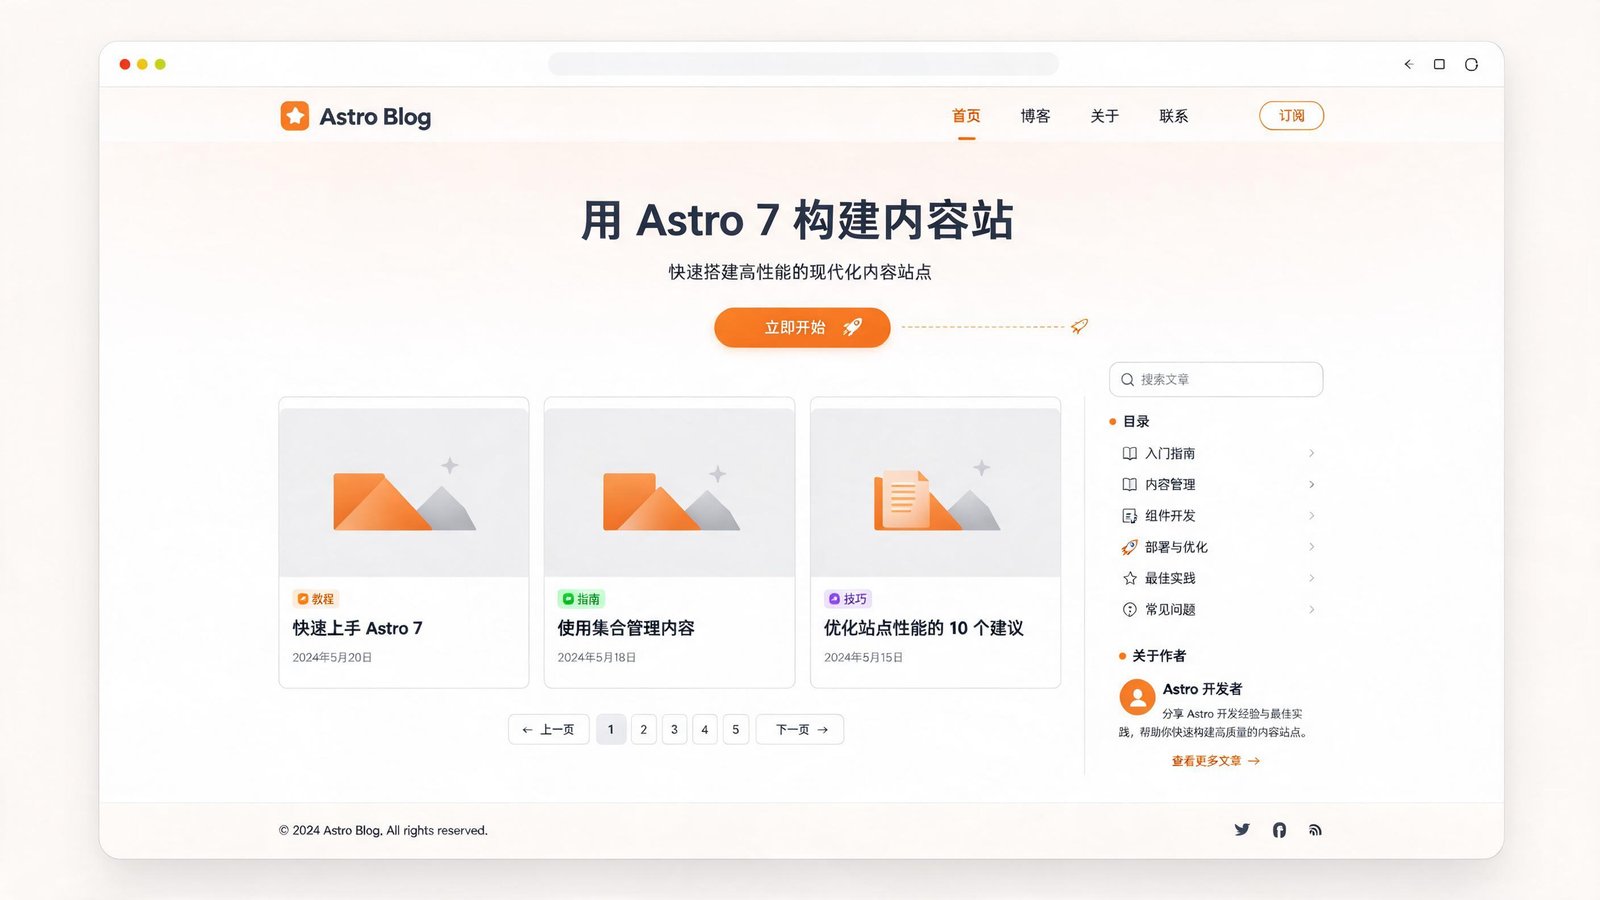 Astro Blog
首页
博客
关于
联系
订阅
用 Astro 7 构建内容站
快速搭建高性能的现代化内容站点
立即开始
教程
快速上手 Astro 7
2024年5月20日
指南
使用集合管理内容
2024年5月18日
技巧
优化站点性能的 10 个建议
2024年5月15日
← 上一页
1
2
3
4
5
下一页 →
搜索文章
目录
入门指南
内容管理
组件开发
部署与优化
最佳实践
常见问题
关于作者
Astro 开发者
分享 Astro 开发经验与最佳实
践，帮助你快速构建高质量的内容站点。
查看更多文章 →
© 2024 Astro Blog. All rights reserved.